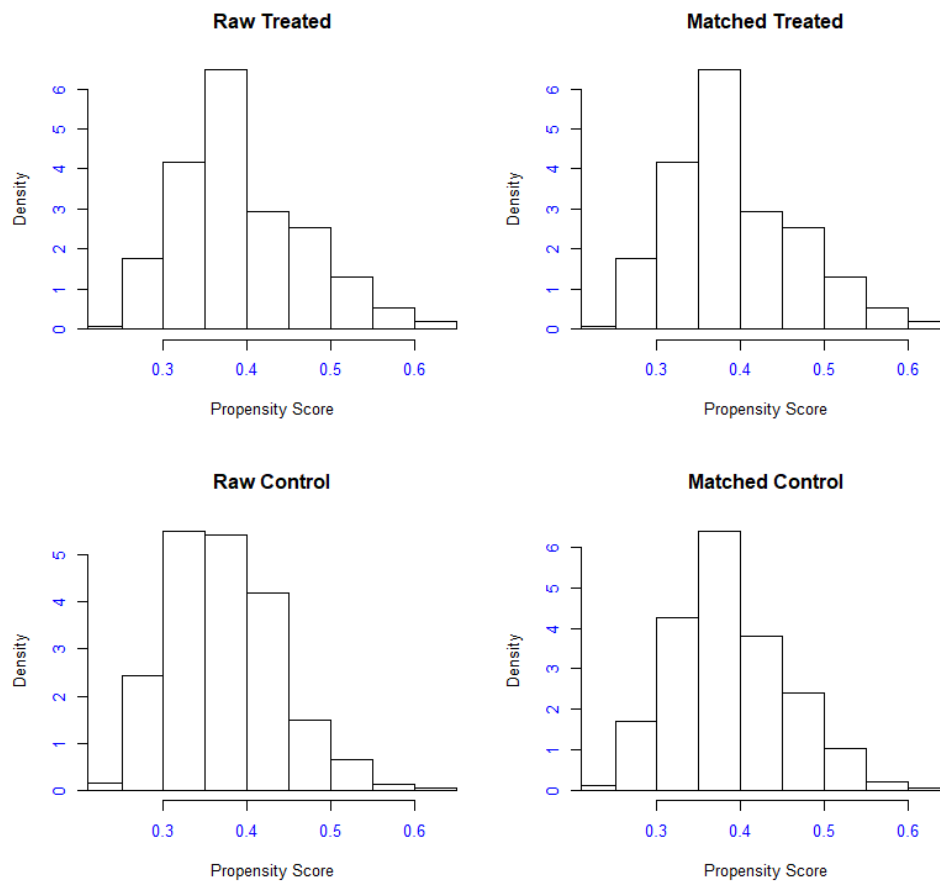 Raw Treated
Density
0 1 2 3 4 5 6
0.3 0.4 0.5 0.6
Propensity Score
Matched Treated
Density
0 1 2 3 4 5 6
0.3 0.4 0.5 0.6
Propensity Score
Raw Control
Density
0 1 2 3 4 5
0.3 0.4 0.5 0.6
Propensity Score
Matched Control
Density
0 1 2 3 4 5 6
0.3 0.4 0.5 0.6
Propensity Score